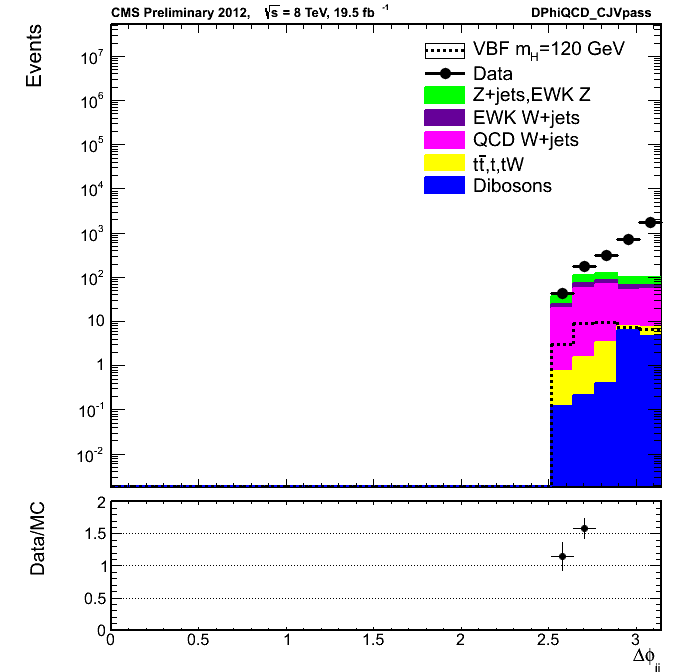 CMS Preliminary 2012, √s = 8 TeV, 19.5 fb⁻¹ DPhiQCD_CJVpass
Events
10⁷
10⁶
10⁵
10⁴
10³
10²
10
1
10⁻¹
10⁻²
VBF m_H=120 GeV
Data
Z+jets,EWK Z
EWK W+jets
QCD W+jets
tt̄,t,tW
Dibosons
Data/MC
2
1.5
1
0.5
0
0 0.5 1 1.5 2 2.5 3
Δϕ_jj